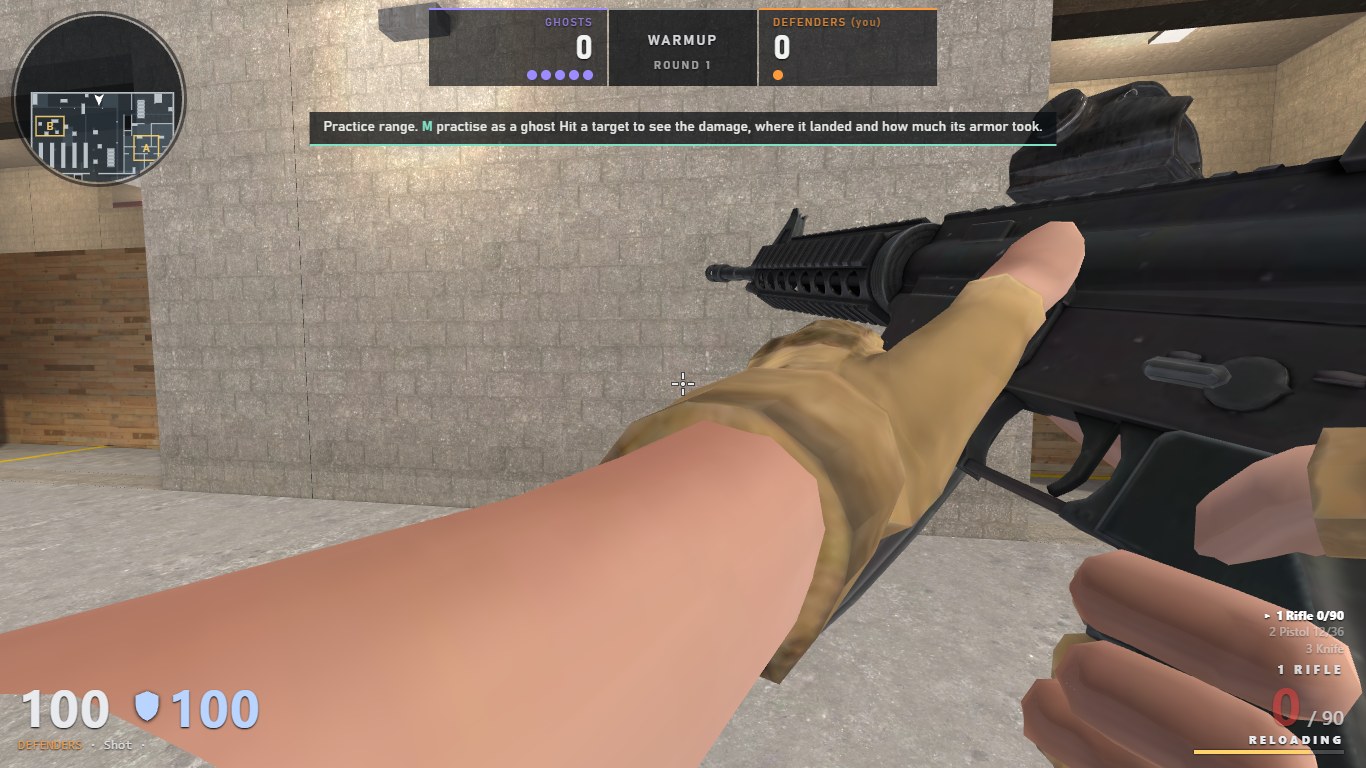 GHOSTS
0
WARMUP
ROUND 1
DEFENDERS (you)
0
B
A
Practice range. M practise as a ghost Hit a target to see the damage, where it landed and how much its armor took.
▸ 1 Rifle 0/90
2 Pistol 12/36
3 Knife
1 RIFLE
0 / 90
RELOADING
100 100
DEFENDERS · Shot ·